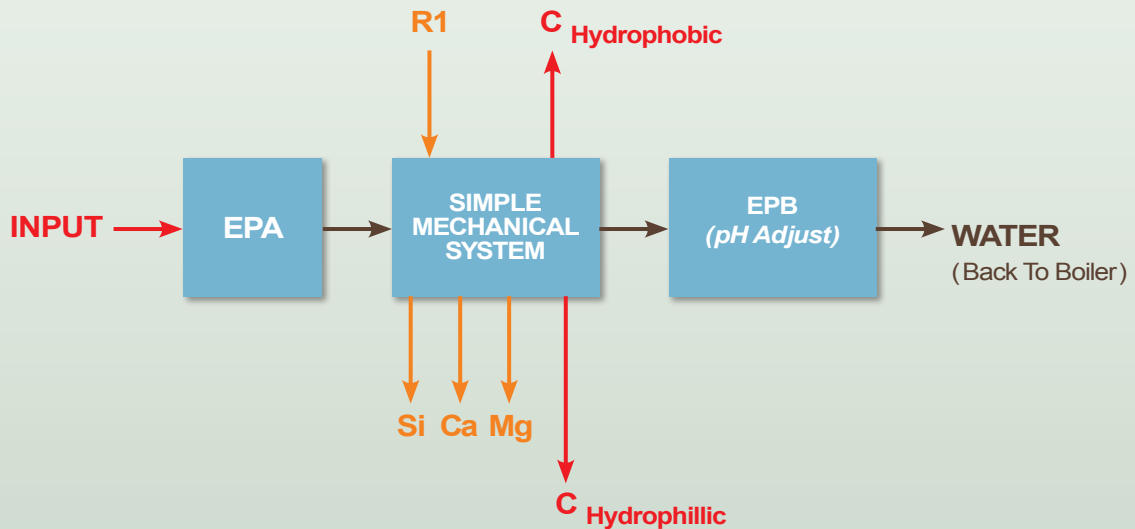 R1
C Hydrophobic
INPUT
EPA
SIMPLE
MECHANICAL
SYSTEM
EPB
(pH Adjust)
WATER
(Back To Boiler)
Si Ca Mg
C Hydrophillic